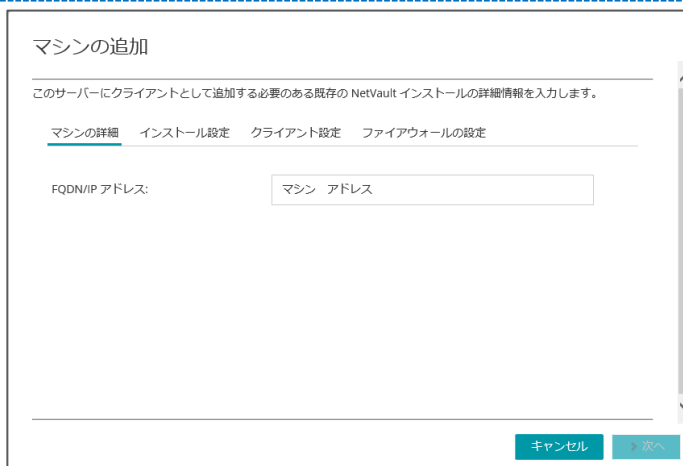 マシンの追加
このサーバーにクライアントとして追加する必要のある既存の NetVault インストールの詳細情報を入力します。
マシンの詳細 インストール設定 クライアント設定 ファイアウォールの設定
FQDN/IP アドレス: マシン アドレス
キャンセル 次へ